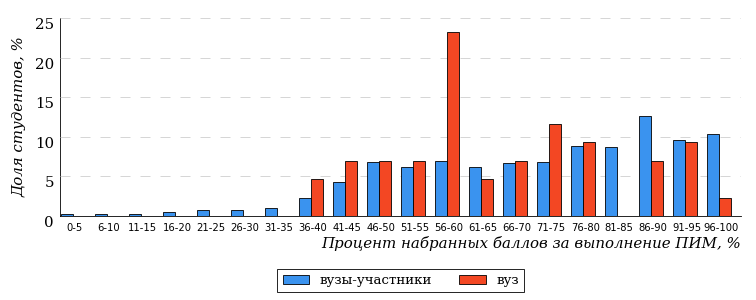 Доля студентов, %
25
20
15
10
5
0
0-5 6-10 11-15 16-20 21-25 26-30 31-35 36-40 41-45 46-50 51-55 56-60 61-65 66-70 71-75 76-80 81-85 86-90 91-95 96-100
Процент набранных баллов за выполнение ПИМ, %
вузы-участники вуз